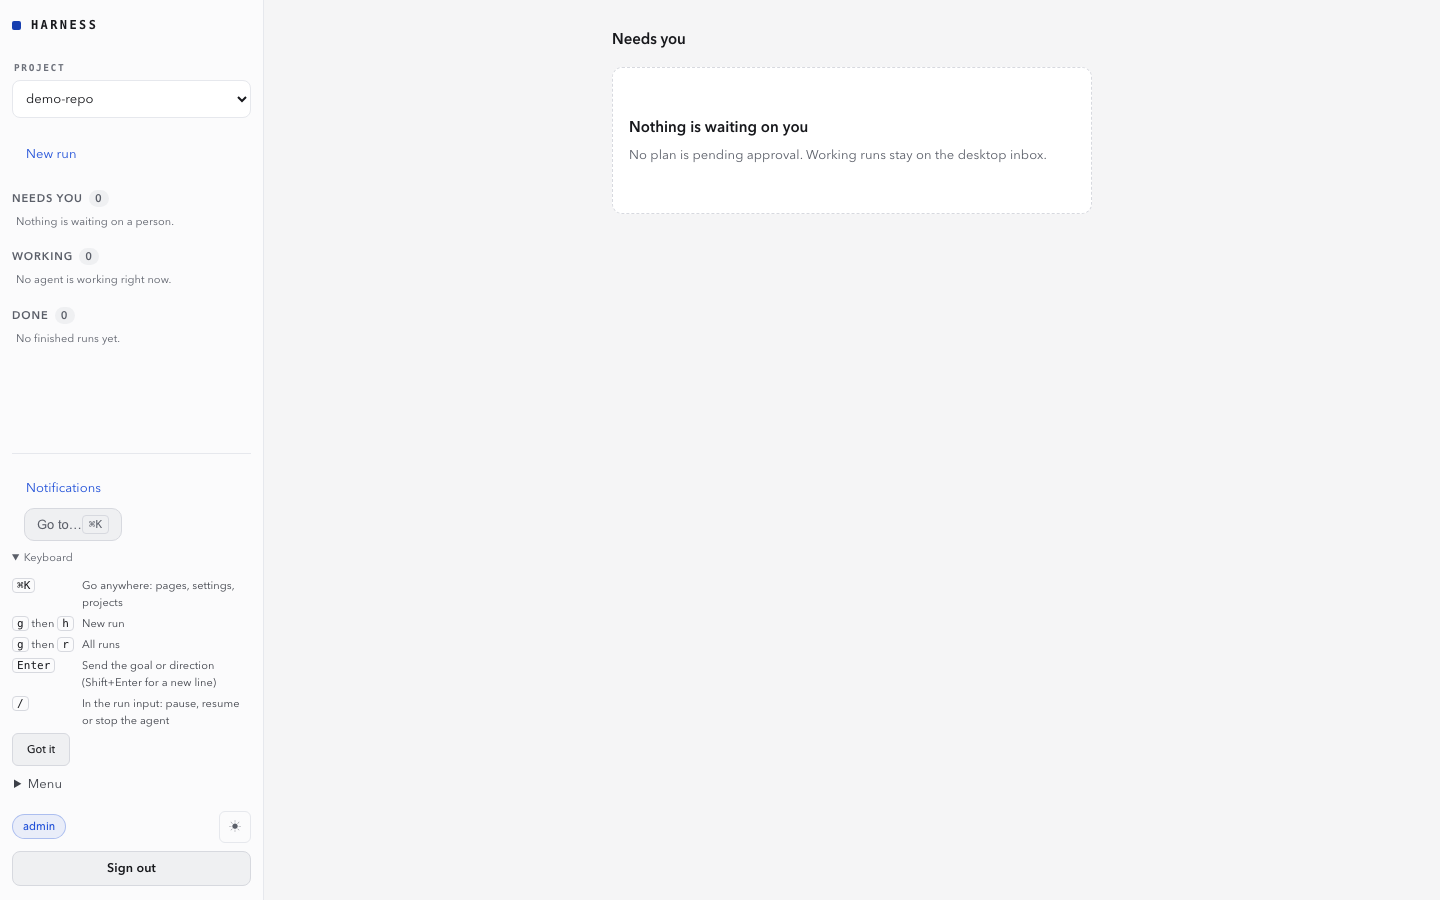 HARNESS
PROJECT
demo-repo
New run
NEEDS YOU 0
Nothing is waiting on a person.
WORKING 0
No agent is working right now.
DONE 0
No finished runs yet.
Notifications
Go to... ⌘K
Keyboard
⌘K Go anywhere: pages, settings,
projects
g then h New run
g then r All runs
Enter Send the goal or direction
(Shift+Enter for a new line)
/ In the run input: pause, resume
or stop the agent
Got it
Menu
admin
Sign out
Needs you
Nothing is waiting on you
No plan is pending approval. Working runs stay on the desktop inbox.